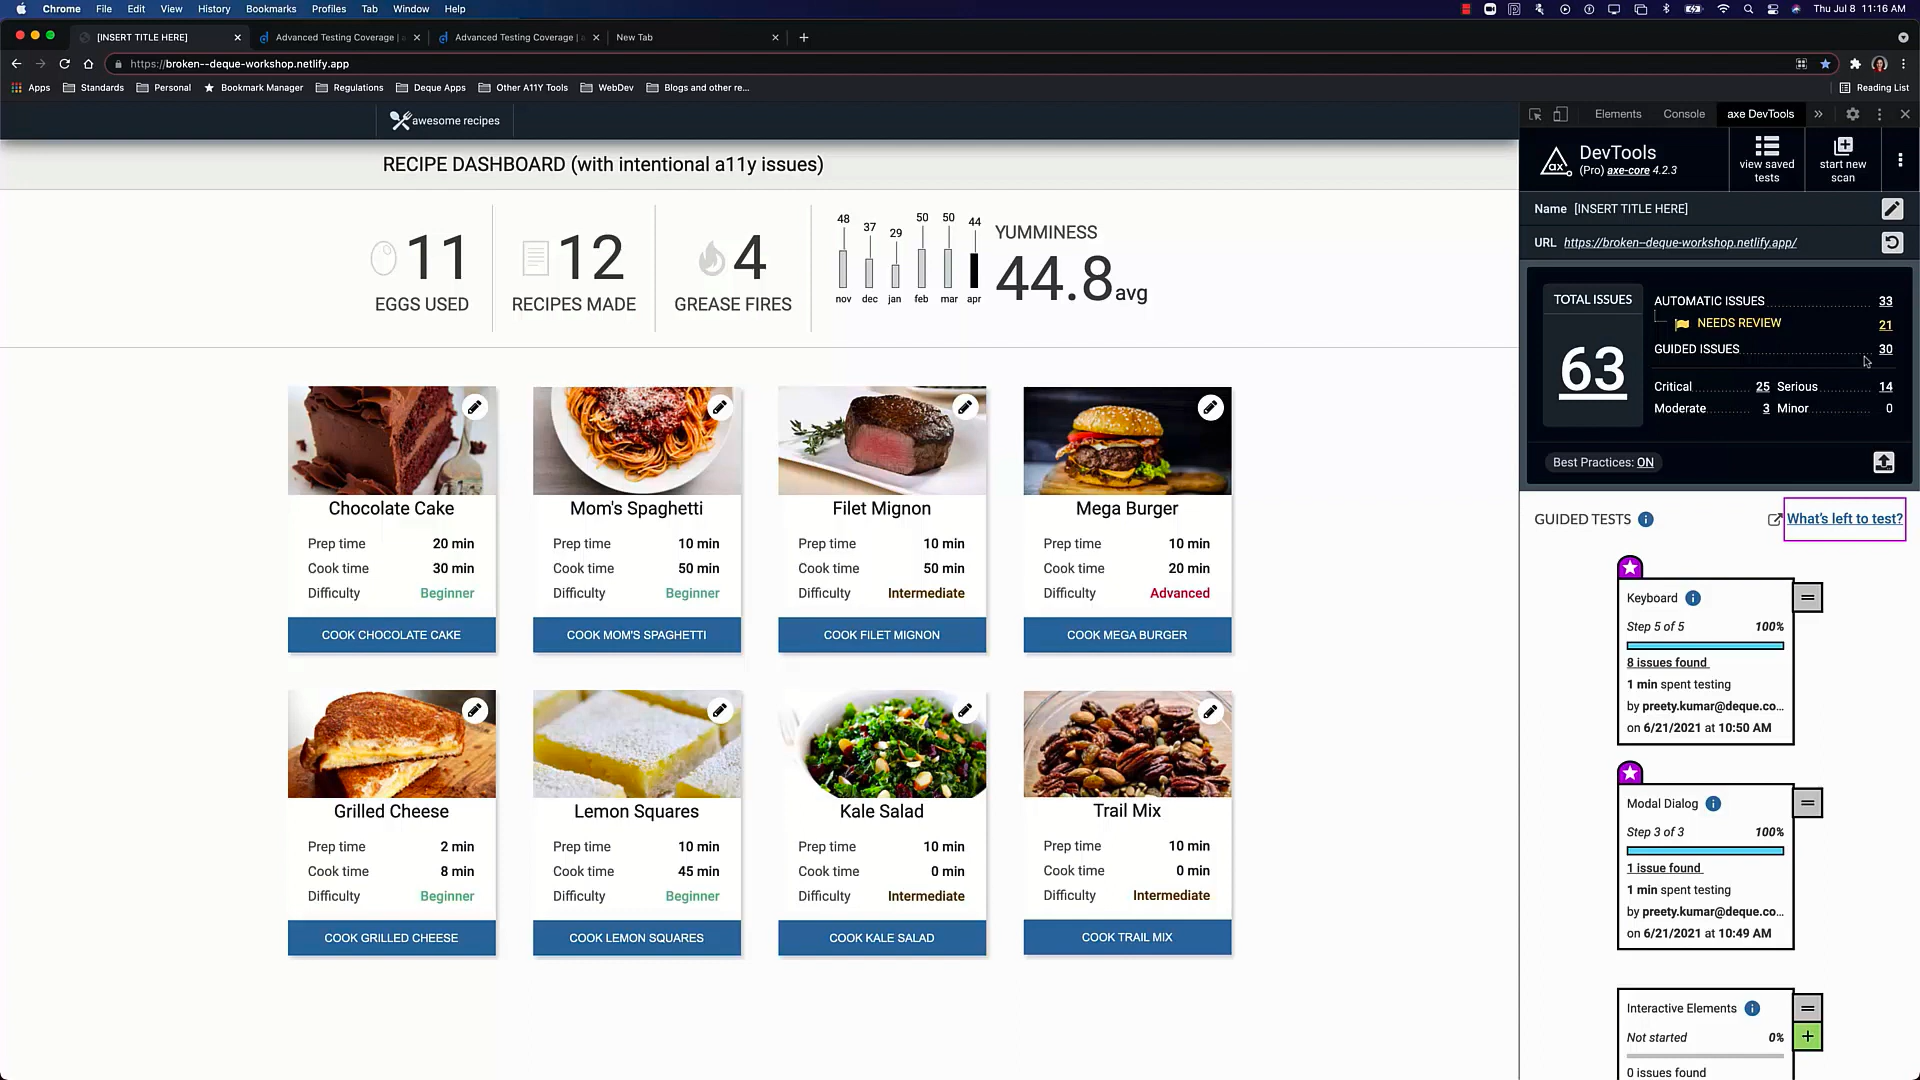 Chrome File Edit View History Bookmarks Profiles Tab Window Help Thu Jul 8 11:16 AM
[INSERT TITLE HERE] Advanced Testing Coverage | Advanced Testing Coverage | New Tab
https://broken--deque-workshop.netlify.app
Apps Standards Personal Bookmark Manager Regulations Deque Apps Other A11Y Tools WebDev Blogs and other re... Reading List
awesome recipes
RECIPE DASHBOARD (with intentional a11y issues)
11
EGGS USED
12
RECIPES MADE
4
GREASE FIRES
48 37 29 50 50 44
nov dec jan feb mar apr
YUMMINESS
44.8avg
Chocolate Cake
Prep time 20 min
Cook time 30 min
Difficulty Beginner
COOK CHOCOLATE CAKE
Mom's Spaghetti
Prep time 10 min
Cook time 50 min
Difficulty Beginner
COOK MOM'S SPAGHETTI
Filet Mignon
Prep time 10 min
Cook time 50 min
Difficulty Intermediate
COOK FILET MIGNON
Mega Burger
Prep time 10 min
Cook time 20 min
Difficulty Advanced
COOK MEGA BURGER
Grilled Cheese
Prep time 2 min
Cook time 8 min
Difficulty Beginner
COOK GRILLED CHEESE
Lemon Squares
Prep time 10 min
Cook time 45 min
Difficulty Beginner
COOK LEMON SQUARES
Kale Salad
Prep time 10 min
Cook time 0 min
Difficulty Intermediate
COOK KALE SALAD
Trail Mix
Prep time 10 min
Cook time 0 min
Difficulty Intermediate
COOK TRAIL MIX
Elements Console axe DevTools »
ax DevTools
(Pro) axe-core 4.2.3
view saved
tests
start new
scan
Name [INSERT TITLE HERE]
URL https://broken--deque-workshop.netlify.app/
TOTAL ISSUES
63
AUTOMATIC ISSUES 33
NEEDS REVIEW 21
GUIDED ISSUES 30
Critical 25 Serious 14
Moderate 3 Minor 0
Best Practices: ON
GUIDED TESTS What's left to test?
Keyboard
Step 5 of 5 100%
8 issues found
1 min spent testing
by preety.kumar@deque.co...
on 6/21/2021 at 10:50 AM
Modal Dialog
Step 3 of 3 100%
1 issue found
1 min spent testing
by preety.kumar@deque.co...
on 6/21/2021 at 10:49 AM
Interactive Elements
Not started 0%
0 issues found